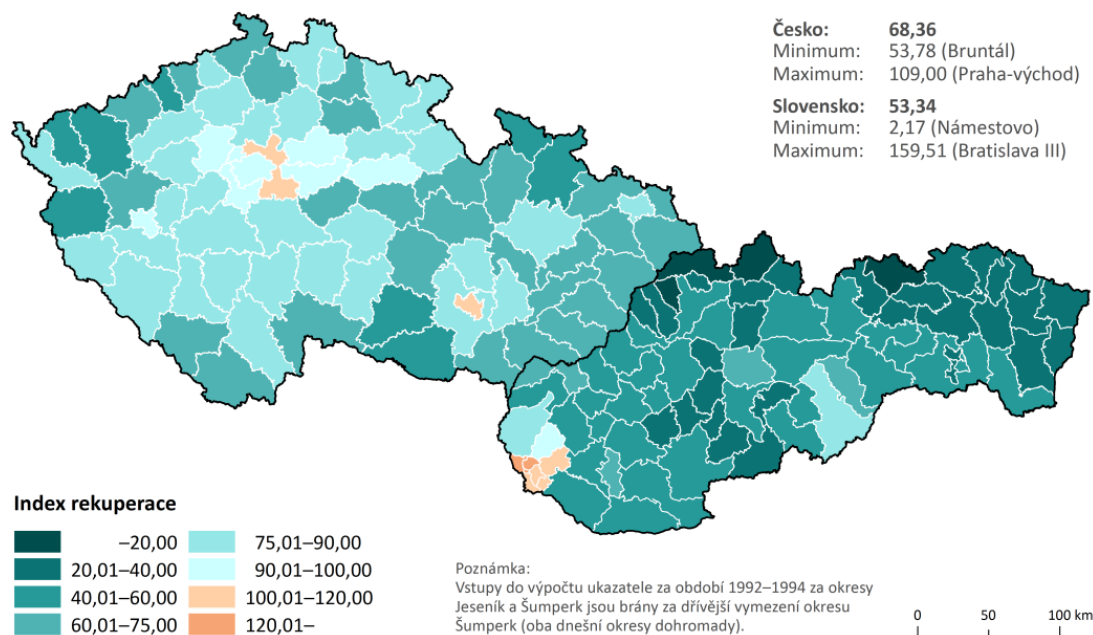 Česko: 68,36
Minimum: 53,78 (Bruntál)
Maximum: 109,00 (Praha-východ)
Slovensko: 53,34
Minimum: 2,17 (Námestovo)
Maximum: 159,51 (Bratislava III)
Index rekuperace
–20,00
20,01–40,00
40,01–60,00
60,01–75,00
75,01–90,00
90,01–100,00
100,01–120,00
120,01–
Poznámka:
Vstupy do výpočtu ukazatele za období 1992–1994 za okresy
Jeseník a Šumperk jsou brány za dřívější vymezení okresu
Šumperk (oba dnešní okresy dohromady).
0 50 100 km